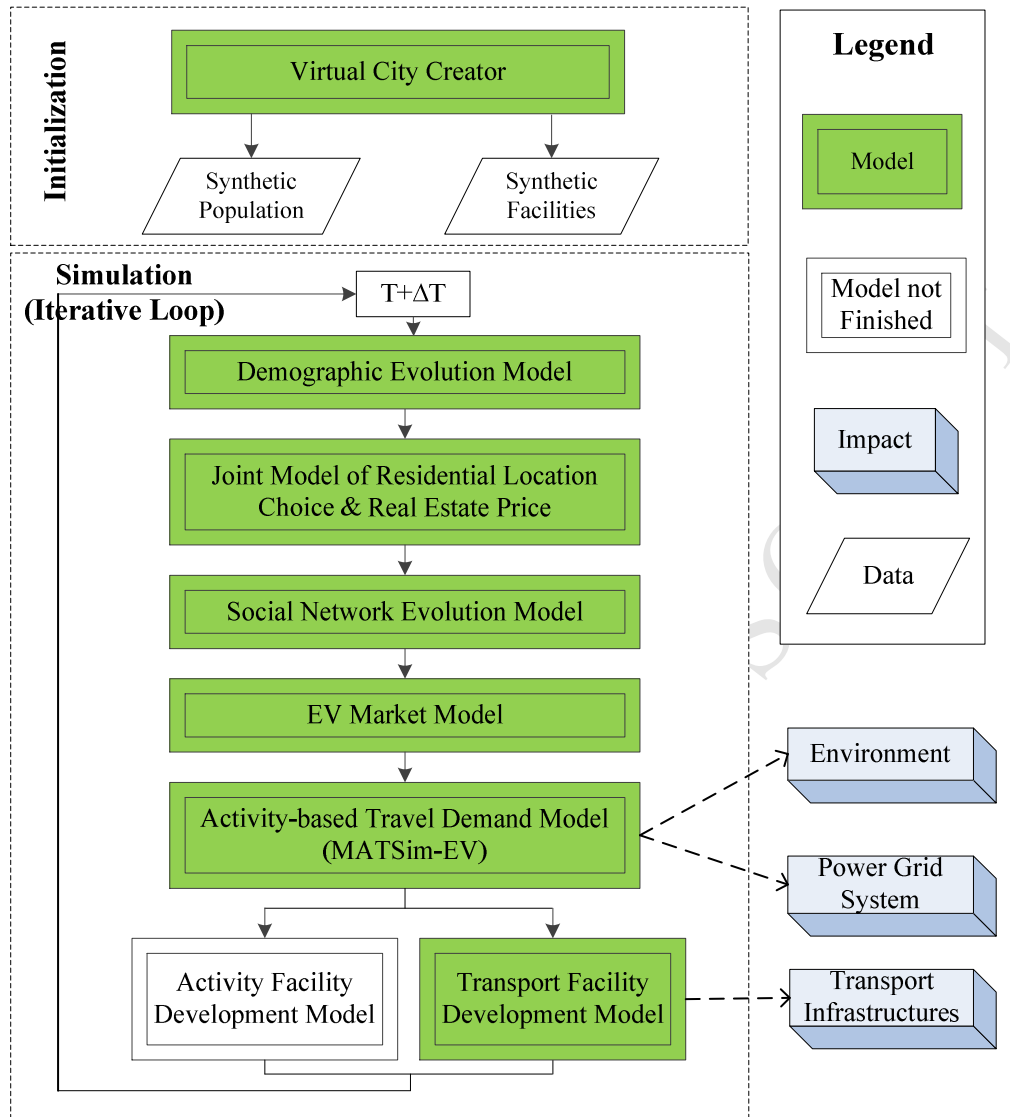 Initialization
Virtual City Creator
Synthetic
Population
Synthetic
Facilities
Simulation
(Iterative Loop)
T+ΔT
Demographic Evolution Model
Joint Model of Residential Location
Choice & Real Estate Price
Social Network Evolution Model
EV Market Model
Activity-based Travel Demand Model
(MATSim-EV)
Activity Facility
Development Model
Transport Facility
Development Model
Legend
Model
Model not
Finished
Impact
Data
Environment
Power Grid
System
Transport
Infrastructures